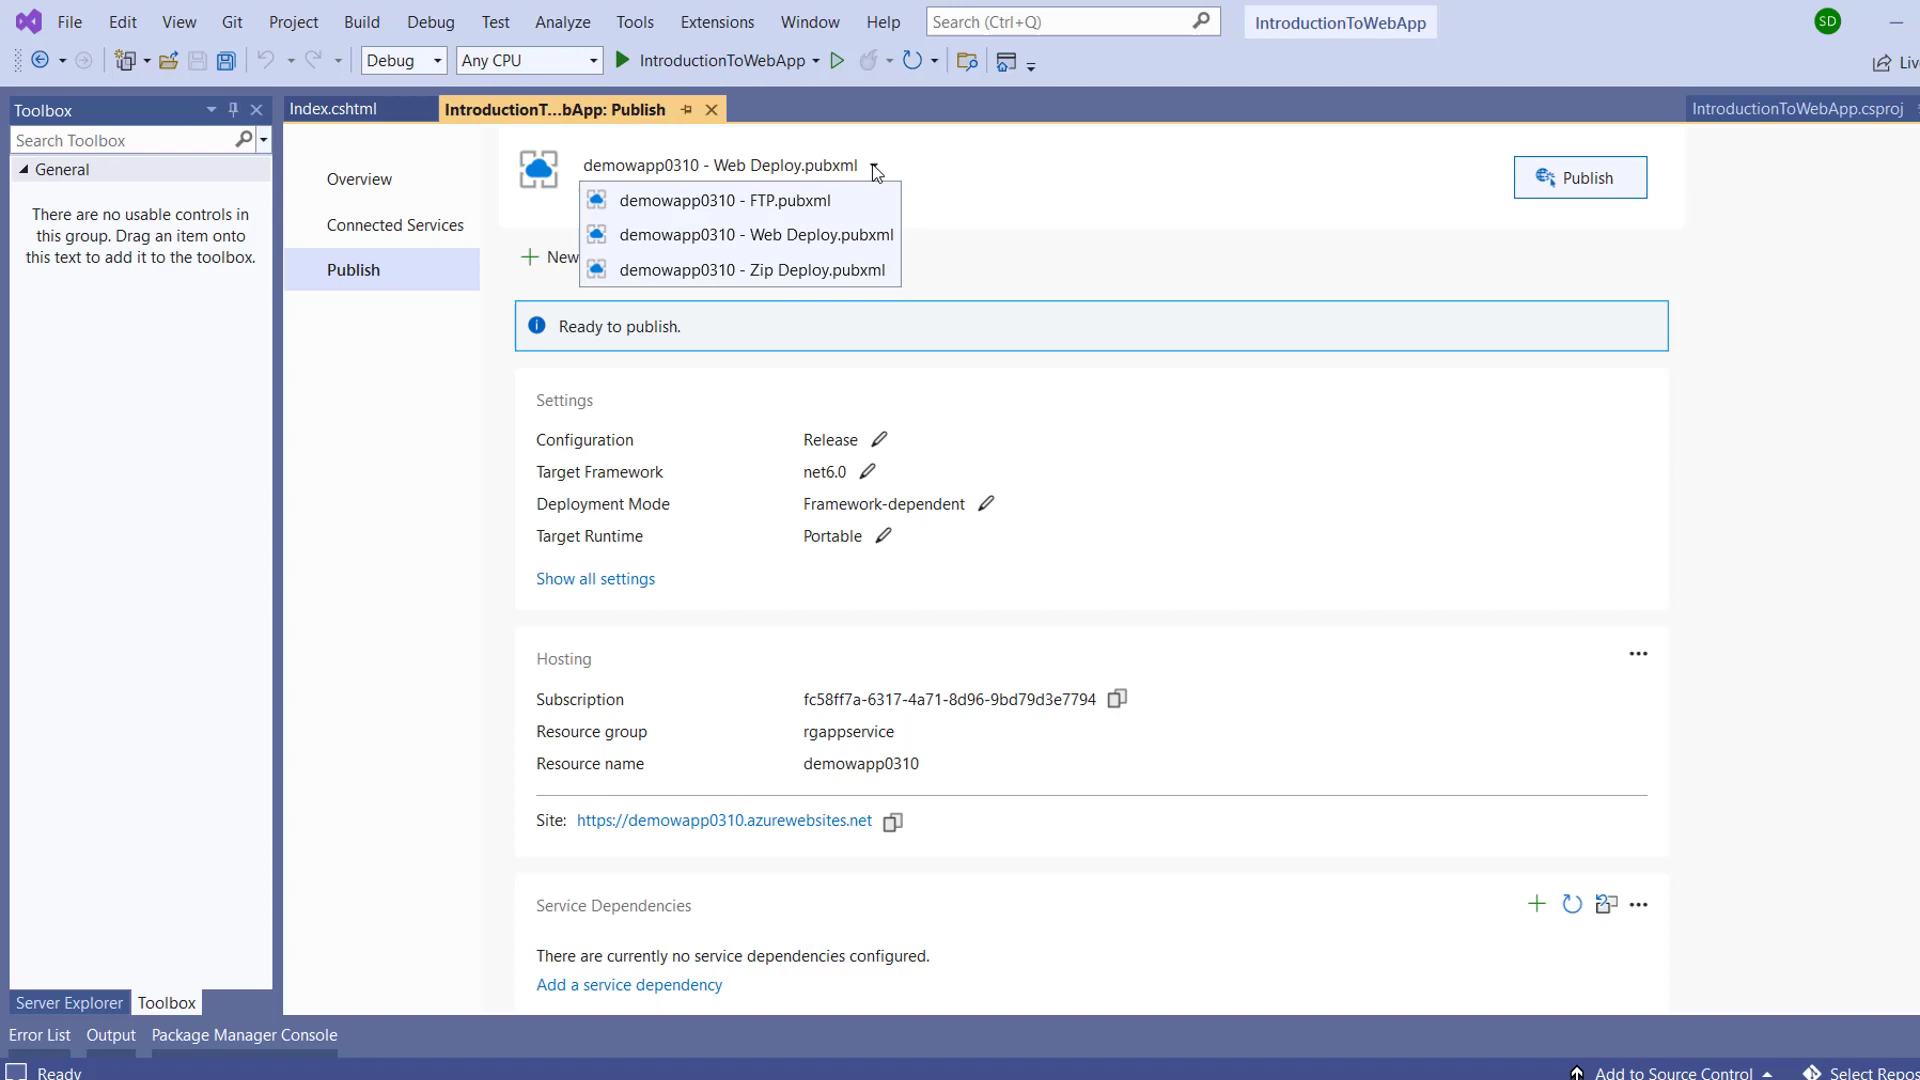 File Edit View Git Project Build Debug Test Analyze Tools Extensions Window Help Search (Ctrl+Q) IntroductionToWebApp SD
Debug Any CPU IntroductionToWebApp Liv
Toolbox
Search Toolbox
General
There are no usable controls in
this group. Drag an item onto
this text to add it to the toolbox.
Index.cshtml IntroductionT...bApp: Publish IntroductionToWebApp.csproj
Overview
Connected Services
Publish
demowapp0310 - Web Deploy.pubxml
demowapp0310 - FTP.pubxml
demowapp0310 - Web Deploy.pubxml
demowapp0310 - Zip Deploy.pubxml
Publish
New
Ready to publish.
Settings
Configuration Release
Target Framework net6.0
Deployment Mode Framework-dependent
Target Runtime Portable
Show all settings
Hosting
Subscription fc58ff7a-6317-4a71-8d96-9bd79d3e7794
Resource group rgappservice
Resource name demowapp0310
Site: https://demowapp0310.azurewebsites.net
Service Dependencies
There are currently no service dependencies configured.
Add a service dependency
Server Explorer Toolbox
Error List Output Package Manager Console
Ready Add to Source Control Select Repos